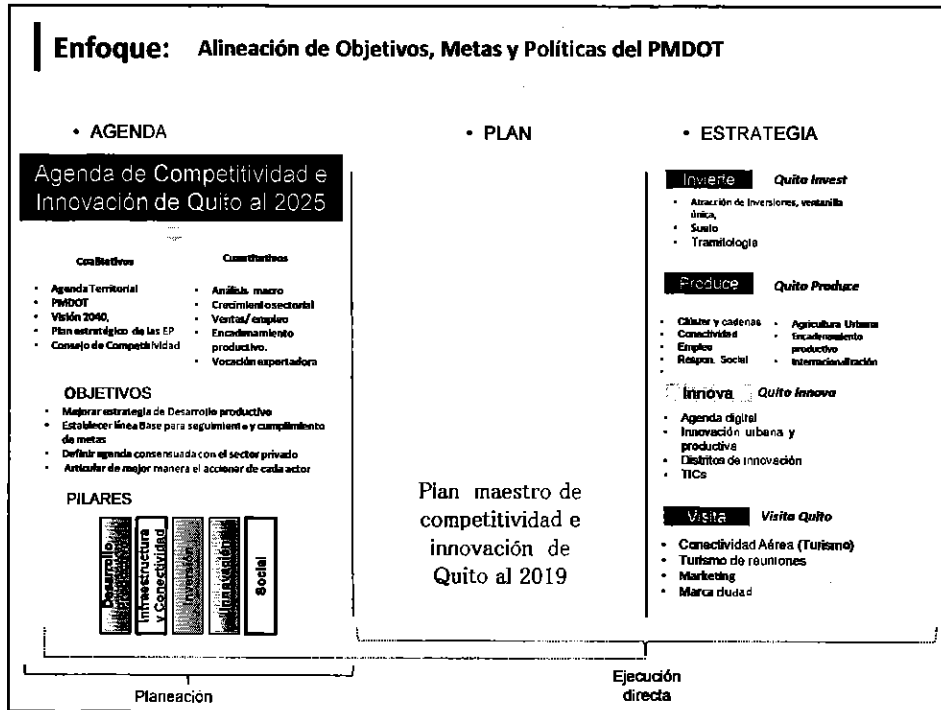 Enfoque: Alineación de Objetivos, Metas y Políticas del PMDOT
• AGENDA
Agenda de Competitividad e
Innovación de Quito al 2025
Cualitativos
• Agenda Territorial
• PMDOT
• Visión 2040,
• Plan estratégico de las EP
• Consejo de Competitividad
Cuantitativos
• Análisis macro
• Crecimiento sectorial
• Ventas/ empleo
• Encadenamiento
productivo.
• Vocación exportadora
OBJETIVOS
• Mejorar estrategia de Desarrollo productivo
• Establecer línea Base para seguimiento y cumplimiento
de metas
• Definir agenda consensuada con el sector privado
• Articular de mejor manera el accionar de cada actor
PILARES
Desarrollo
Infraestructura
y Conectividad
Inversión
Innovación
Social
Planeación
• PLAN
Plan maestro de
competitividad e
innovación de
Quito al 2019
• ESTRATEGIA
Invierte Quito Invest
• Atracción de Inversiones, ventanilla
única,
• Suelo
• Tramitología
Produce Quito Produce
• Clúster y cadenas
• Conectividad
• Empleo
• Respon. Social
•
• Agricultura Urbana
• Encadenamiento
productivo
• Internacionalización
Innova Quito Innova
• Agenda digital
• Innovación urbana y
productiva
• Distritos de innovación
• TICs
Visita Visita Quito
• Conectividad Aérea (Turismo)
• Turismo de reuniones
• Marketing
• Marca ciudad
Ejecución
directa